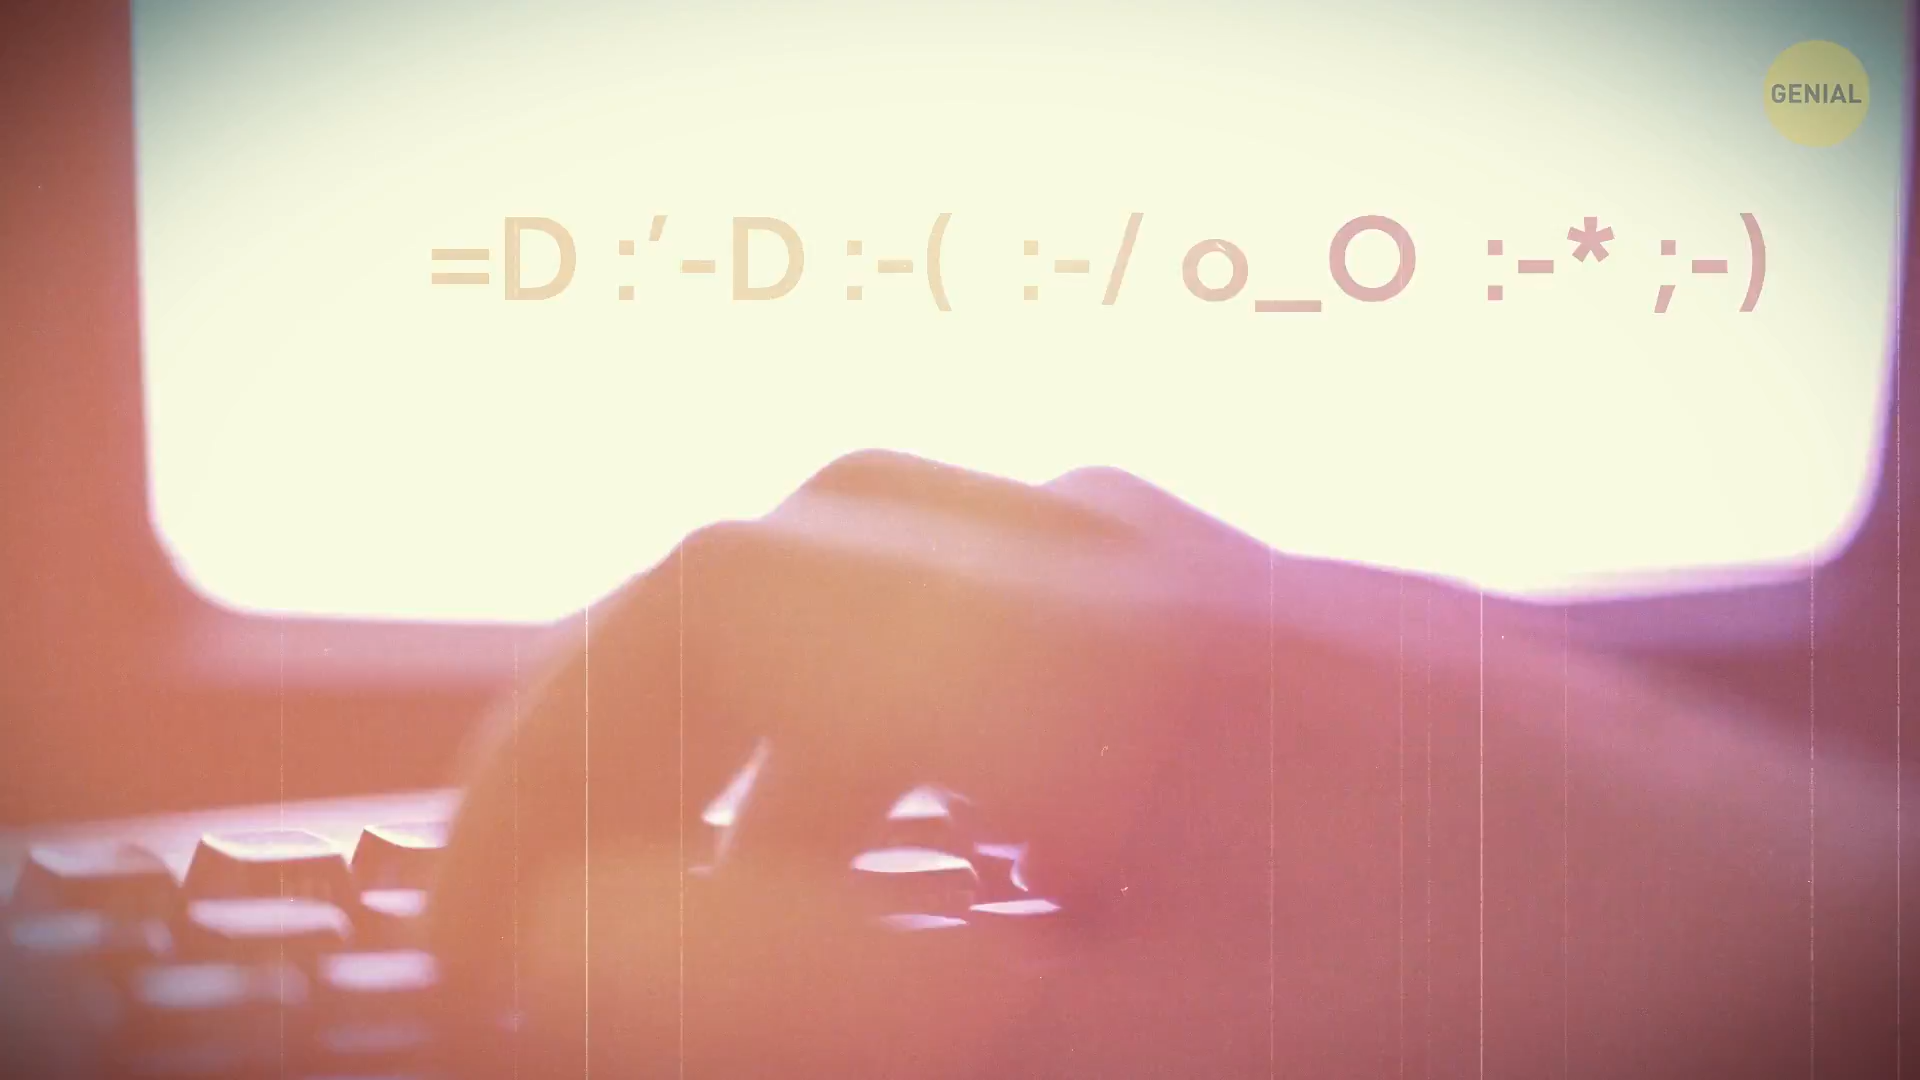 GENIAL
=D :’-D :-( :-/ o_O :-* ;-)